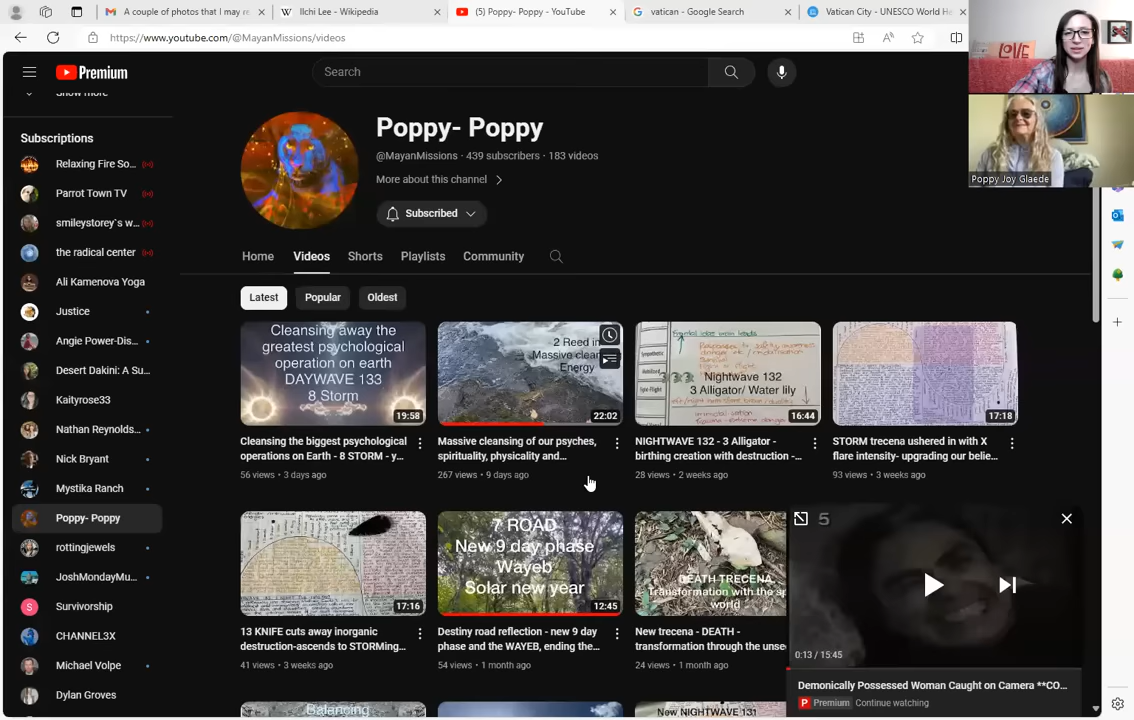 A couple of photos that I may re
Ilchi Lee - Wikipedia
(5) Poppy- Poppy - YouTube
vatican - Google Search
Vatican City - UNESCO World He
https://www.youtube.com/@MayanMissions/videos
Premium
Search
LOVE
Poppy Joy Glaede
Show more
Subscriptions
Relaxing Fire So...
Parrot Town TV
smileystorey`s w...
the radical center
Ali Kamenova Yoga
Justice
Angie Power-Dis...
Desert Dakini: A Su...
Kaityrose33
Nathan Reynolds...
Nick Bryant
Mystika Ranch
Poppy- Poppy
rottingjewels
JoshMondayMu...
Survivorship
CHANNEL3X
Michael Volpe
Dylan Groves
Poppy- Poppy
@MayanMissions · 439 subscribers · 183 videos
More about this channel
Subscribed
Home Videos Shorts Playlists Community
Latest Popular Oldest
Cleansing away the
greatest psychological
operation on earth
DAYWAVE 133
8 Storm
19:58
Cleansing the biggest psychological
operations on Earth - 8 STORM - y...
56 views • 3 days ago
2 Reed in
Massive clean
Energy
22:02
Massive cleansing of our psyches,
spirituality, physicality and...
267 views • 9 days ago
Nightwave 132
3 Alligator/ Water lily
16:44
NIGHTWAVE 132 - 3 Alligator -
birthing creation with destruction -...
28 views • 2 weeks ago
17:18
STORM trecena ushered in with X
flare intensity- upgrading our belie...
93 views • 3 weeks ago
17:16
13 KNIFE cuts away inorganic
destruction-ascends to STORMing...
41 views • 3 weeks ago
7 ROAD
New 9 day phase
Wayeb
Solar new year
12:45
Destiny road reflection - new 9 day
phase and the WAYEB, ending the...
54 views • 1 month ago
DEATH TRECENA
Transformation with the sp
world
New trecena - DEATH -
transformation through the unse
24 views • 1 month ago
5
0:13 / 15:45
Demonically Possessed Woman Caught on Camera **CO...
P Premium Continue watching
Balancing
New NIGHTWAVE 131